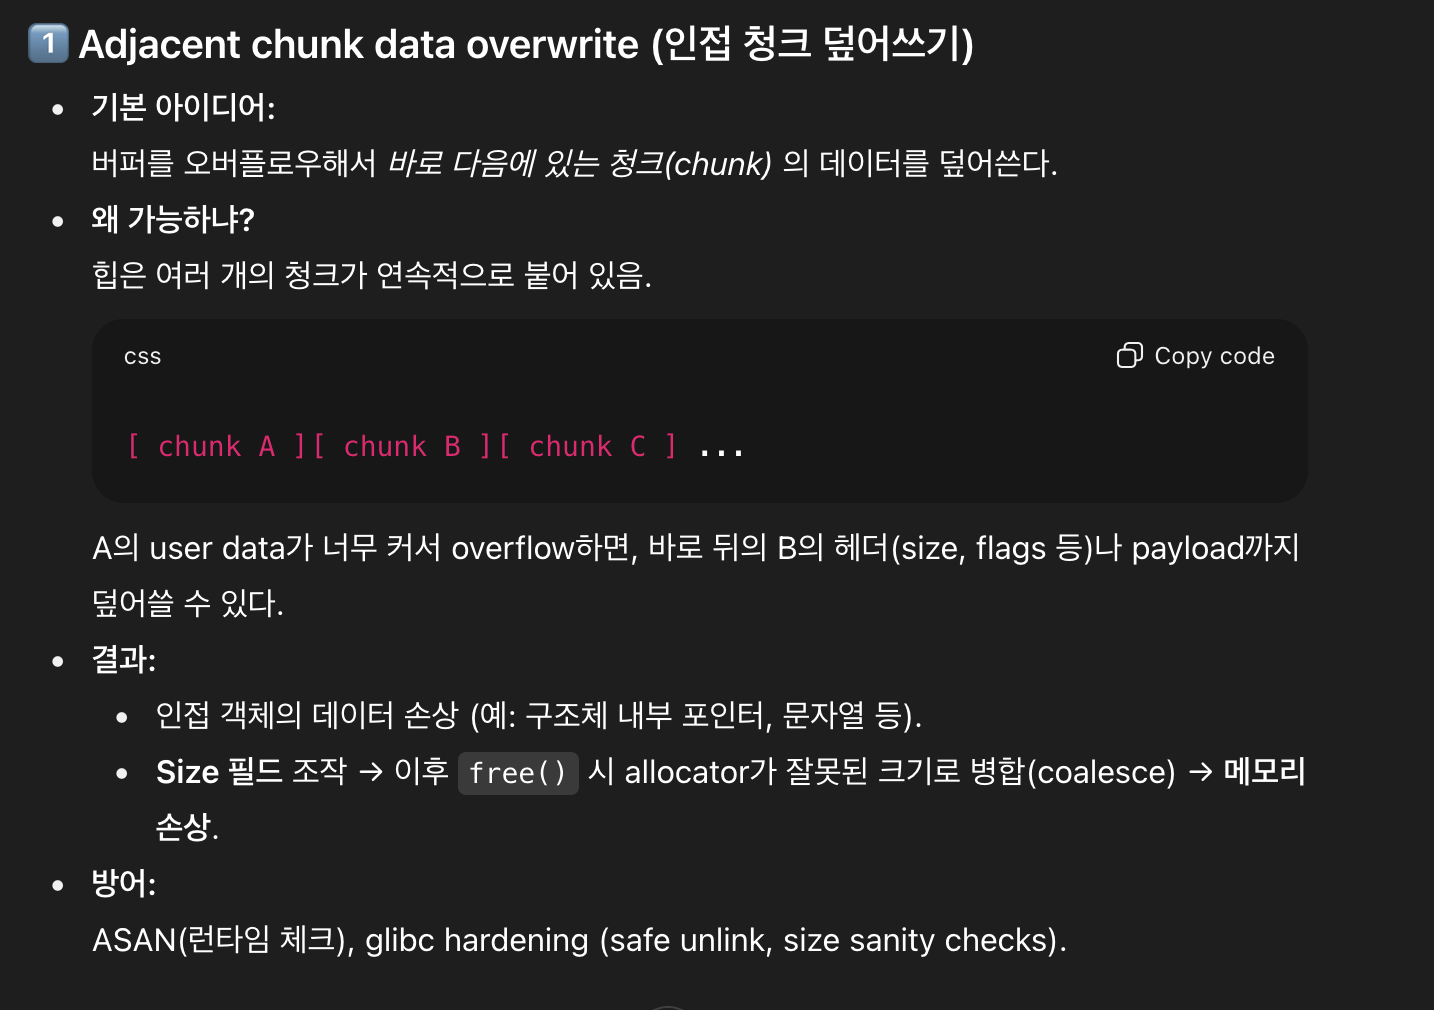 1 Adjacent chunk data overwrite (인접 청크 덮어쓰기)
• 기본 아이디어:
버퍼를 오버플로우해서 바로 다음에 있는 청크(chunk) 의 데이터를 덮어쓴다.
• 왜 가능하냐?
힙은 여러 개의 청크가 연속적으로 붙어 있음.
css
Copy code
[ chunk A ][ chunk B ][ chunk C ] ...
A의 user data가 너무 커서 overflow하면, 바로 뒤의 B의 헤더(size, flags 등)나 payload까지
덮어쓸 수 있다.
• 결과:
• 인접 객체의 데이터 손상 (예: 구조체 내부 포인터, 문자열 등).
• Size 필드 조작 → 이후 free() 시 allocator가 잘못된 크기로 병합(coalesce) → 메모리
손상.
• 방어:
ASAN(런타임 체크), glibc hardening (safe unlink, size sanity checks).